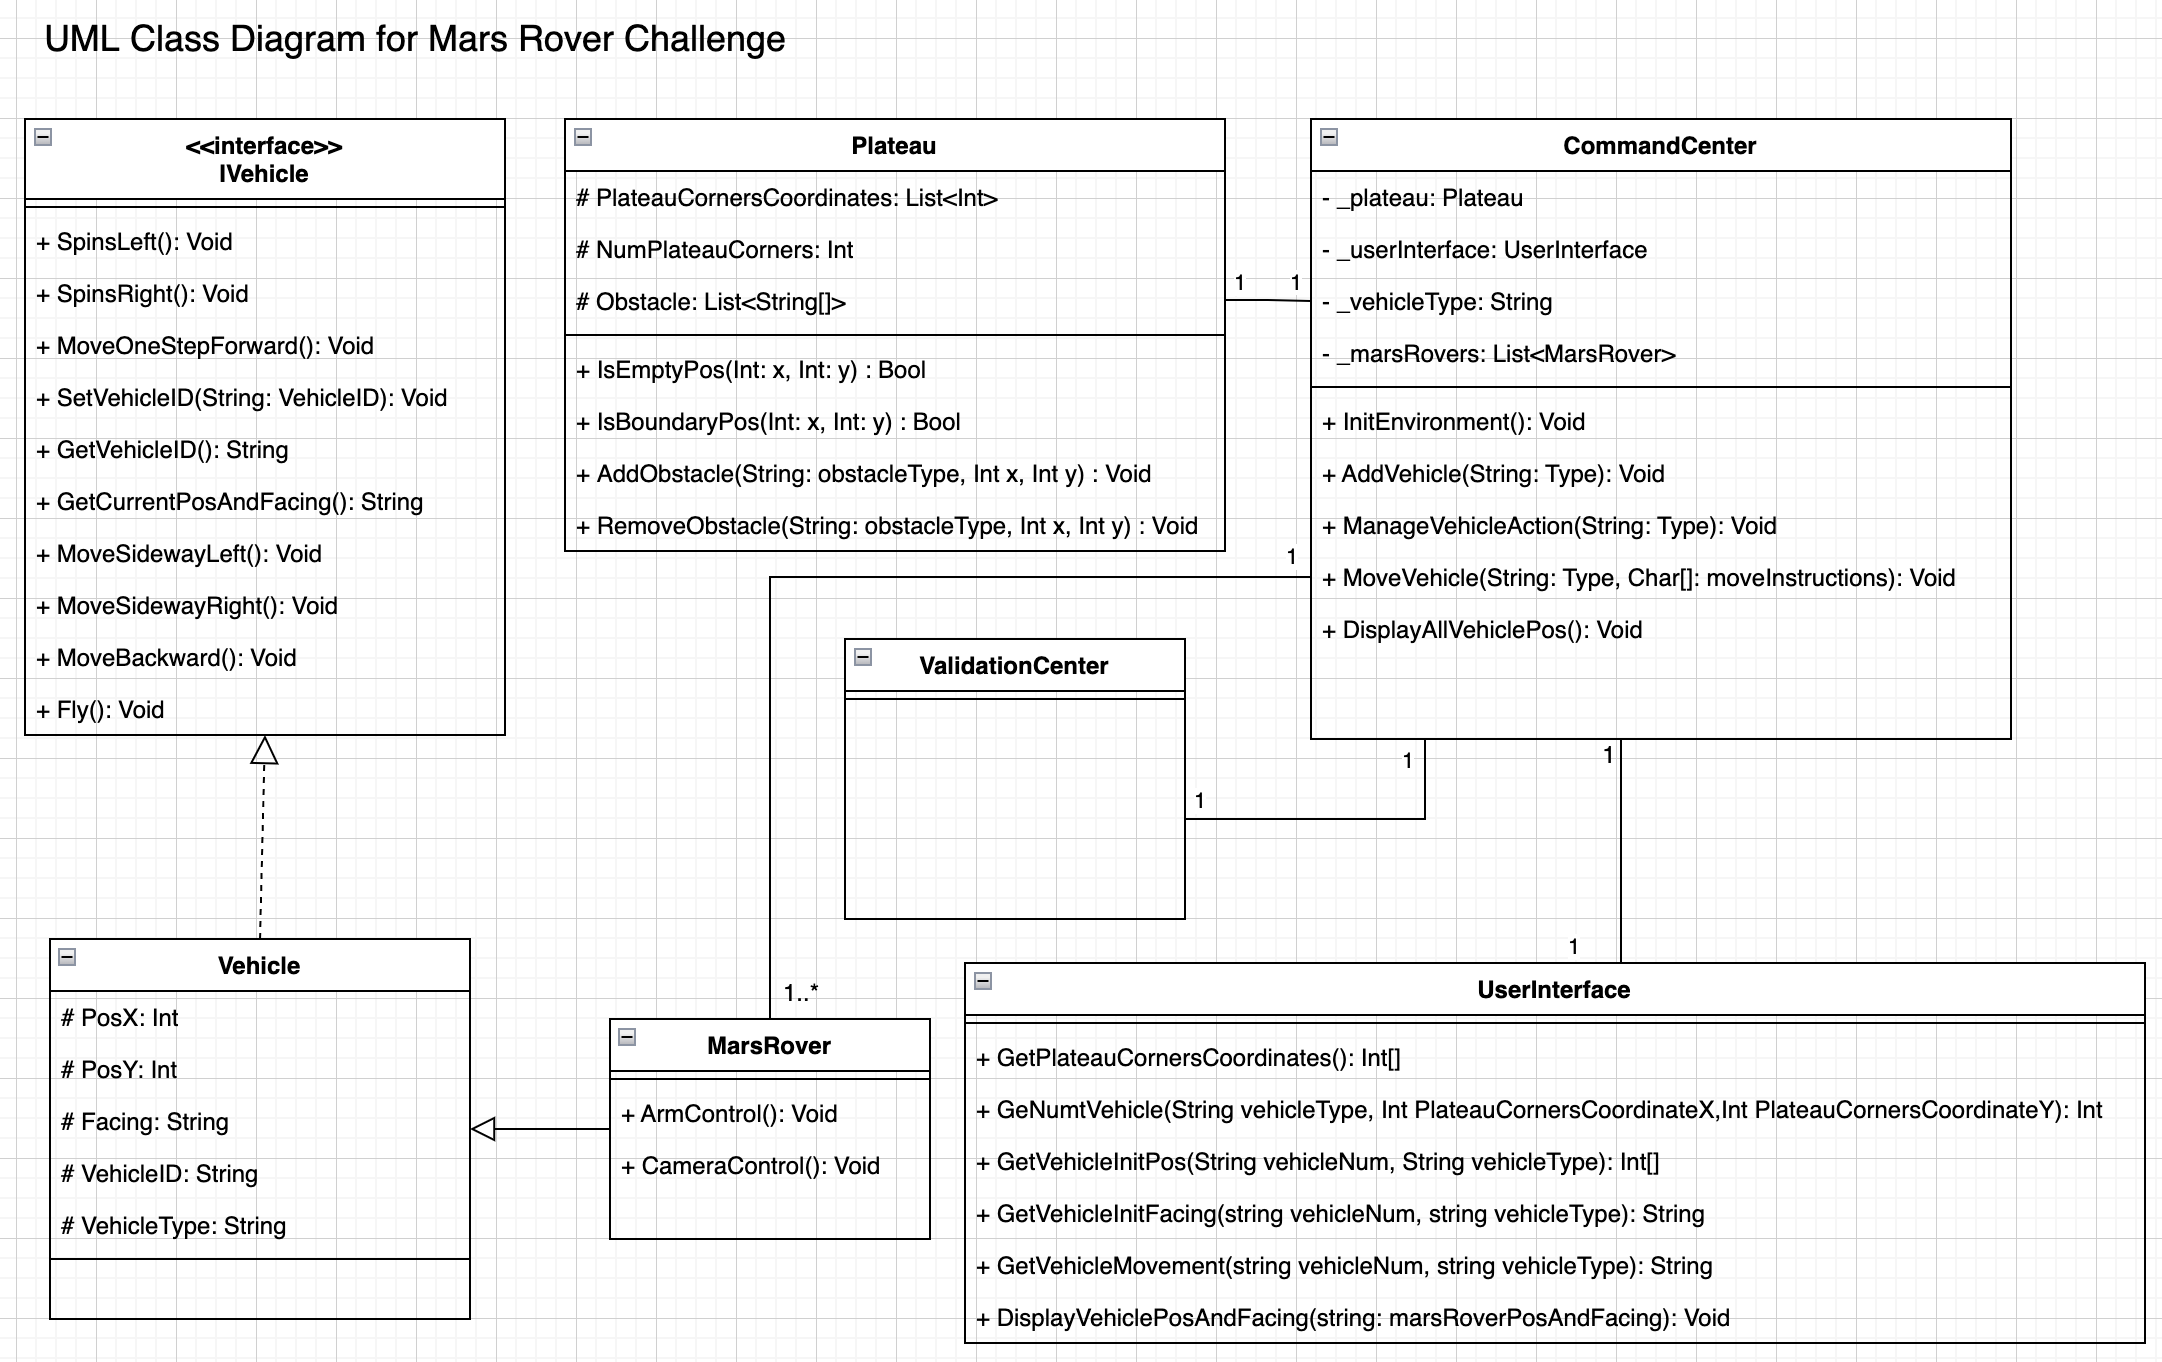 UML Class Diagram for Mars Rover Challenge
<<interface>>
IVehicle
+ SpinsLeft(): Void
+ SpinsRight(): Void
+ MoveOneStepForward(): Void
+ SetVehicleID(String: VehicleID): Void
+ GetVehicleID(): String
+ GetCurrentPosAndFacing(): String
+ MoveSidewayLeft(): Void
+ MoveSidewayRight(): Void
+ MoveBackward(): Void
+ Fly(): Void
Plateau
# PlateauCornersCoordinates: List<Int>
# NumPlateauCorners: Int
# Obstacle: List<String[]>
+ IsEmptyPos(Int: x, Int: y) : Bool
+ IsBoundaryPos(Int: x, Int: y) : Bool
+ AddObstacle(String: obstacleType, Int x, Int y) : Void
+ RemoveObstacle(String: obstacleType, Int x, Int y) : Void
1
1
CommandCenter
- _plateau: Plateau
- _userInterface: UserInterface
- _vehicleType: String
- _marsRovers: List<MarsRover>
+ InitEnvironment(): Void
+ AddVehicle(String: Type): Void
+ ManageVehicleAction(String: Type): Void
+ MoveVehicle(String: Type, Char[]: moveInstructions): Void
+ DisplayAllVehiclePos(): Void
1
ValidationCenter
1
1
1
1
1..*
Vehicle
# PosX: Int
# PosY: Int
# Facing: String
# VehicleID: String
# VehicleType: String
MarsRover
+ ArmControl(): Void
+ CameraControl(): Void
UserInterface
+ GetPlateauCornersCoordinates(): Int[]
+ GeNumtVehicle(String vehicleType, Int PlateauCornersCoordinateX,Int PlateauCornersCoordinateY): Int
+ GetVehicleInitPos(String vehicleNum, String vehicleType): Int[]
+ GetVehicleInitFacing(string vehicleNum, string vehicleType): String
+ GetVehicleMovement(string vehicleNum, string vehicleType): String
+ DisplayVehiclePosAndFacing(string: marsRoverPosAndFacing): Void